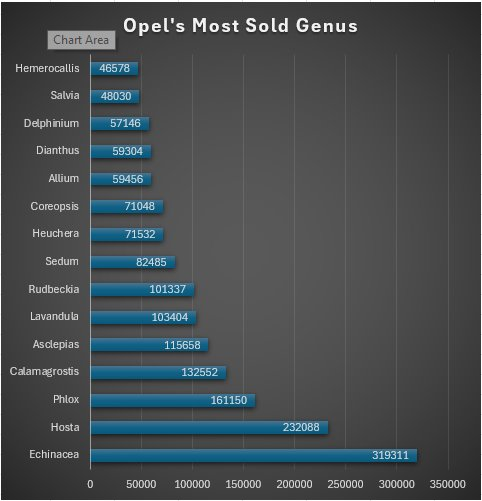 Opel's Most Sold Genus
Chart Area
Hemerocallis 46578
Salvia 48030
Delphinium 57146
Dianthus 59304
Allium 59456
Coreopsis 71048
Heuchera 71532
Sedum 82485
Rudbeckia 101337
Lavandula 103404
Asclepias 115658
Calamagrostis 132552
Phlox 161150
Hosta 232088
Echinacea 319311
0 50000 100000 150000 200000 250000 300000 350000